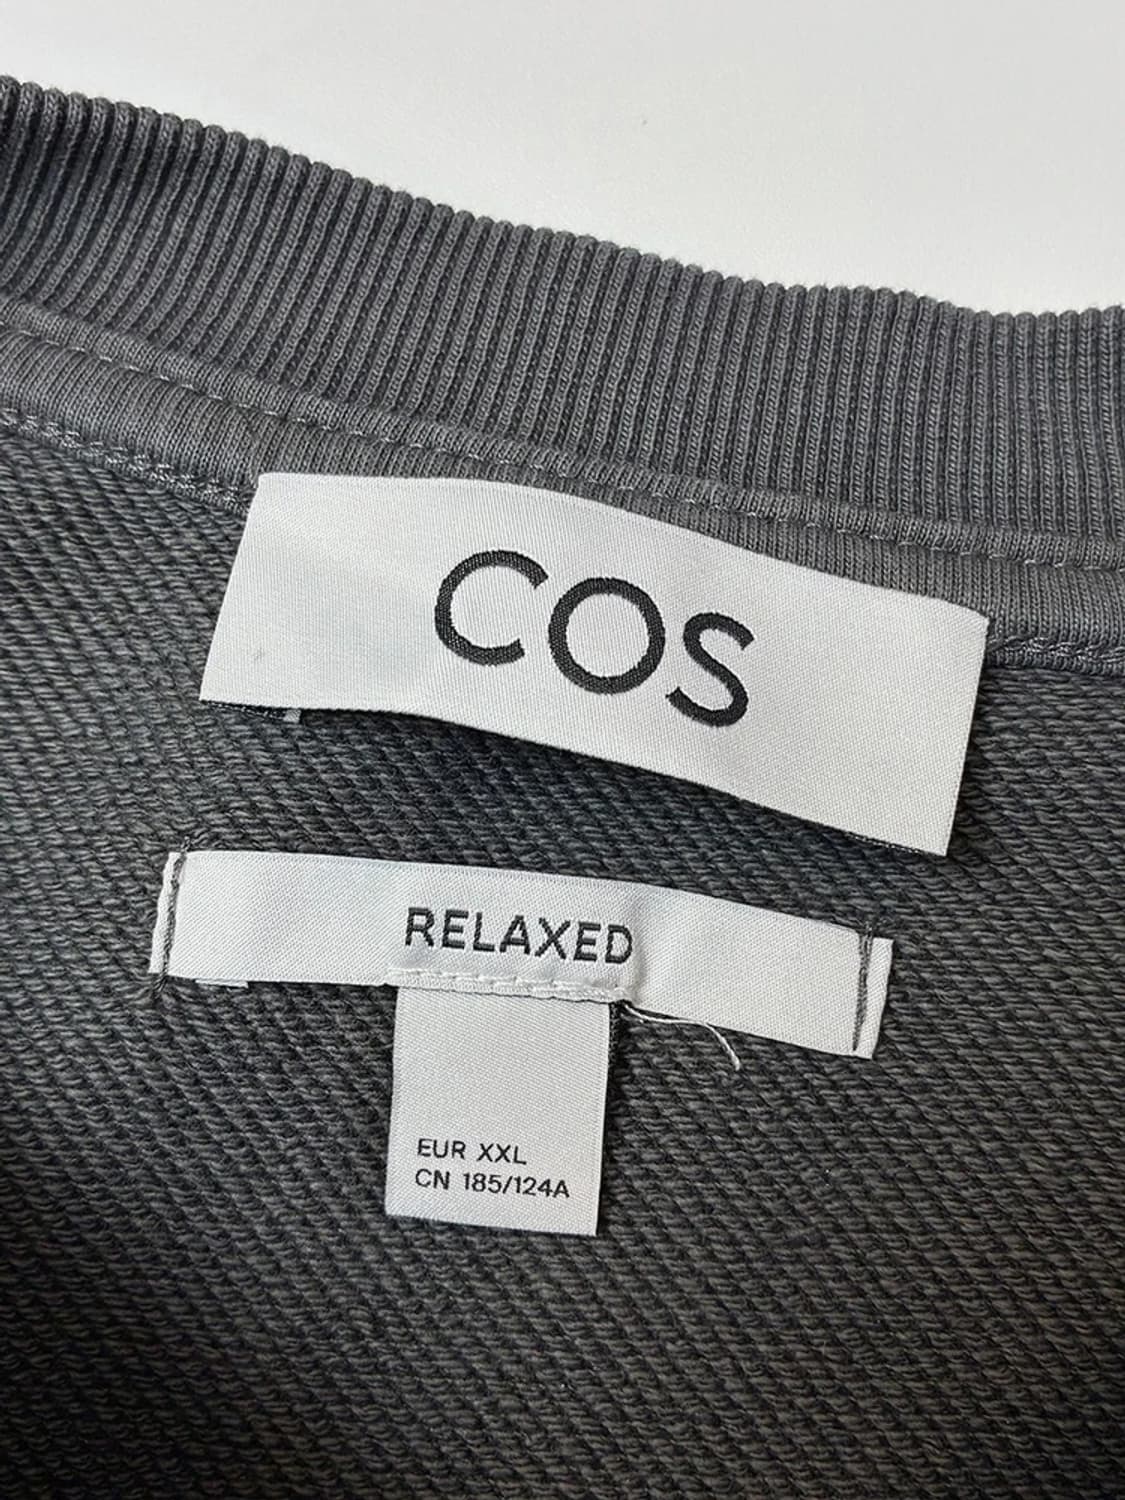 COS
RELAXED
EUR XXL
CN 185/124A